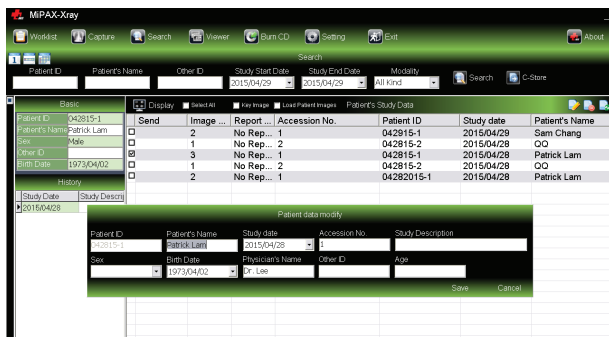 MiPAX-Xray
Worklist Capture Search Viewer Burn CD Setting Exit About
Search
Patient ID Patient's Name Other ID Study Start Date Study End Date Modality
2015/04/29 2015/04/29 All Kind Search C-Store
Basic
Patient ID 042815-1
Patient's Name Patrick Lam
Sex Male
Other ID
Birth Date 1973/04/02
History
Study Date Study Descri
2015/04/28
Display Select All Key Image Load Patient Images Patient's Study Data
Send Image ... Report ... Accession No. Patient ID Study date Patient's Name
2 No Rep... 1 042915-1 2015/04/29 Sam Chang
1 No Rep... 2 042815-2 2015/04/28 QQ
3 No Rep... 1 042815-1 2015/04/28 Patrick Lam
1 No Rep... 2 042815-2 2015/04/28 QQ
2 No Rep... 1 04282015-1 2015/04/28 Patrick Lam
Patient data modify
Patient ID Patient's Name Study date Accession No. Study Description
042815-1 Patrick Lam 2015/04/28 1
Sex Birth Date Physician's Name Other ID Age
1973/04/02 Dr. Lee
Save Cancel